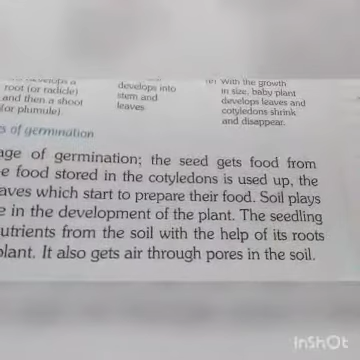 root (or radicle)
and then a shoot
(or plumule).
develops into
stem and
leaves.
With the growth
in size, baby plant
develops leaves and
cotyledons shrink
and disappear.
s of germination
age of germination; the seed gets food from
e food stored in the cotyledons is used up, the
aves which start to prepare their food. Soil plays
e in the development of the plant. The seedling
utrients from the soil with the help of its roots
plant. It also gets air through pores in the soil.
InShOt